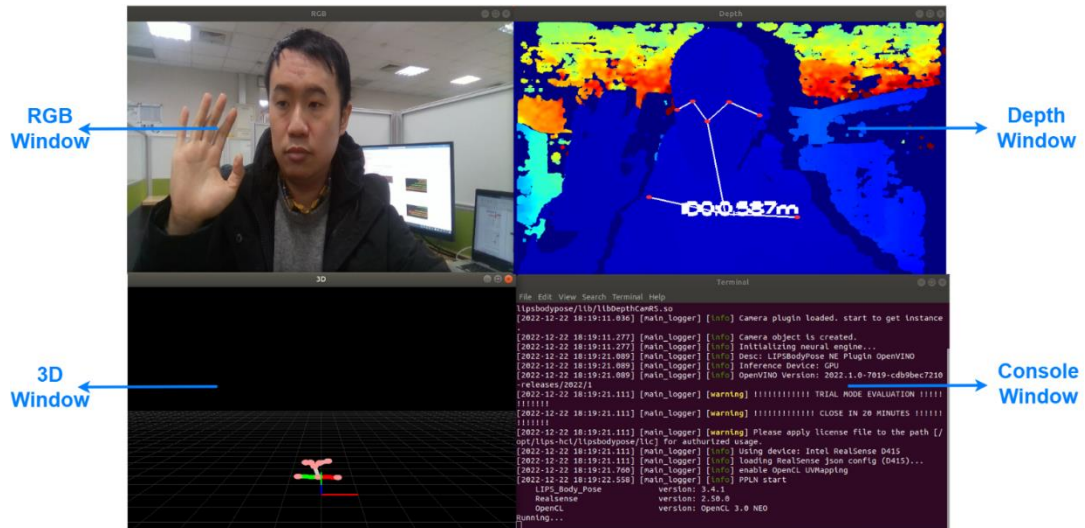 RGB
Depth
RGB
Window
Depth
Window
ID0:0.587m
3D
Terminal
File Edit View Search Terminal Help
lipsbodypose/lib/libDepthCamRS.so
[2022-12-22 18:19:11.036] [main_logger] [info] Camera plugin loaded. start to get instance
.
[2022-12-22 18:19:11.277] [main_logger] [info] Camera object is created.
[2022-12-22 18:19:11.277] [main_logger] [info] Initializing neural engine...
[2022-12-22 18:19:21.089] [main_logger] [info] Desc: LIPSBodyPose NE Plugin OpenVINO
[2022-12-22 18:19:21.089] [main_logger] [info] Inference Device: GPU
[2022-12-22 18:19:21.089] [main_logger] [info] OpenVINO Version: 2022.1.0-7019-cdb9bec7210
-releases/2022/1
[2022-12-22 18:19:21.111] [main_logger] [warning] !!!!!!!!!!!! TRIAL MODE EVALUATION !!!!!
!!!!!!!
[2022-12-22 18:19:21.111] [main_logger] [warning] !!!!!!!!!!!!! CLOSE IN 20 MINUTES !!!!!!
!!!!!!!
[2022-12-22 18:19:21.111] [main_logger] [warning] Please apply license file to the path [/
opt/lips-hci/lipsbodypose/lic] for authurized usage.
[2022-12-22 18:19:21.111] [main_logger] [info] Using device: Intel RealSense D415
[2022-12-22 18:19:21.111] [main_logger] [info] loading RealSense json config (D415)...
[2022-12-22 18:19:21.760] [main_logger] [info] enable OpenCL UVMapping
[2022-12-22 18:19:22.558] [main_logger] [info] PPLN start
LIPS_Body_Pose version: 3.4.1
Realsense version: 2.50.0
OpenCL version: OpenCL 3.0 NEO
Running...
3D
Window
Console
Window